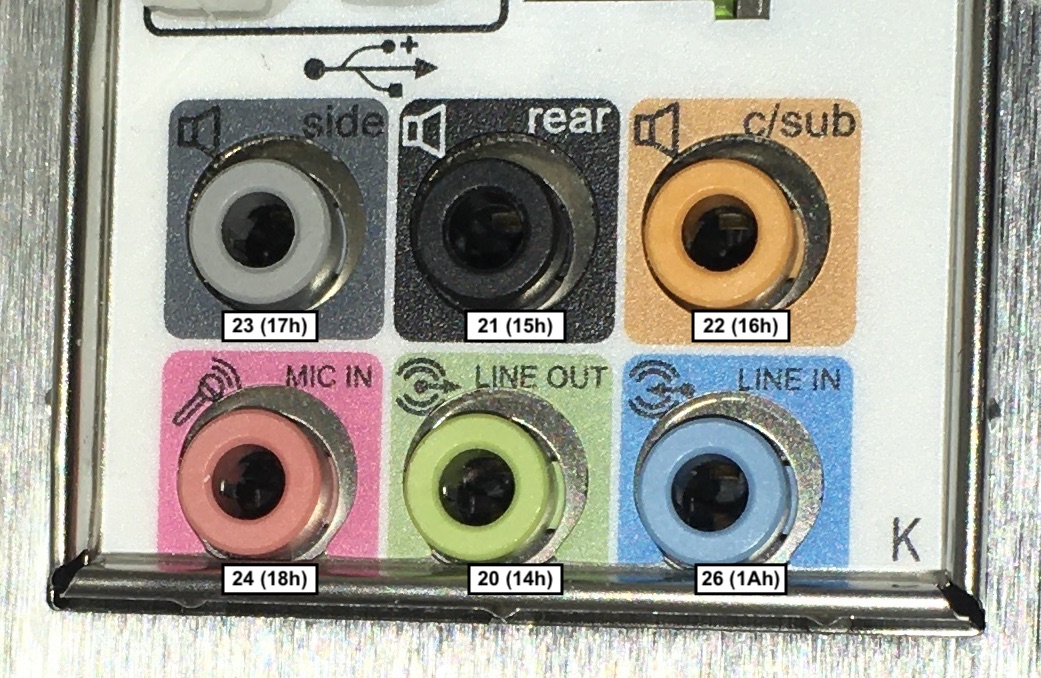 side
rear
c/sub
23 (17h)
21 (15h)
22 (16h)
MIC IN
LINE OUT
LINE IN
K
24 (18h)
20 (14h)
26 (1Ah)